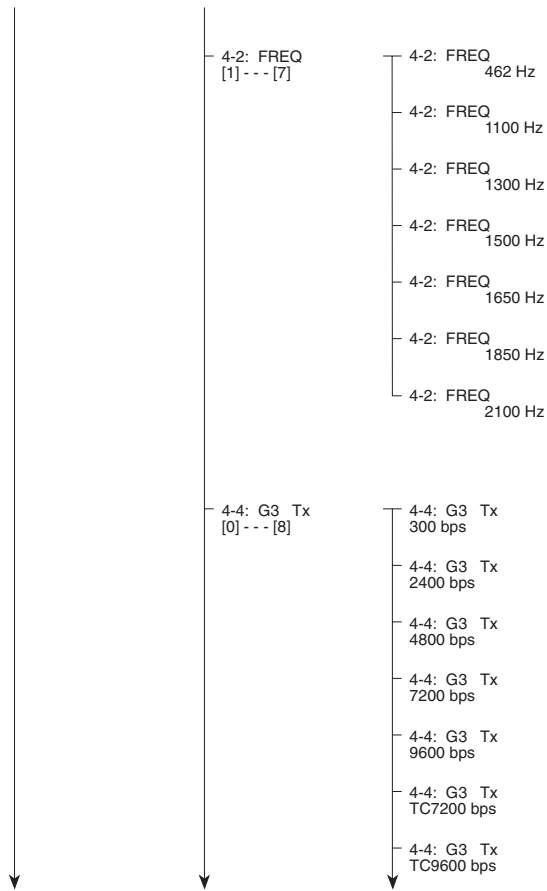 4-2: FREQ
[1] - - - [7]
4-2: FREQ
462 Hz
4-2: FREQ
1100 Hz
4-2: FREQ
1300 Hz
4-2: FREQ
1500 Hz
4-2: FREQ
1650 Hz
4-2: FREQ
1850 Hz
4-2: FREQ
2100 Hz
4-4: G3 Tx
[0] - - - [8]
4-4: G3 Tx
300 bps
4-4: G3 Tx
2400 bps
4-4: G3 Tx
4800 bps
4-4: G3 Tx
7200 bps
4-4: G3 Tx
9600 bps
4-4: G3 Tx
TC7200 bps
4-4: G3 Tx
TC9600 bps